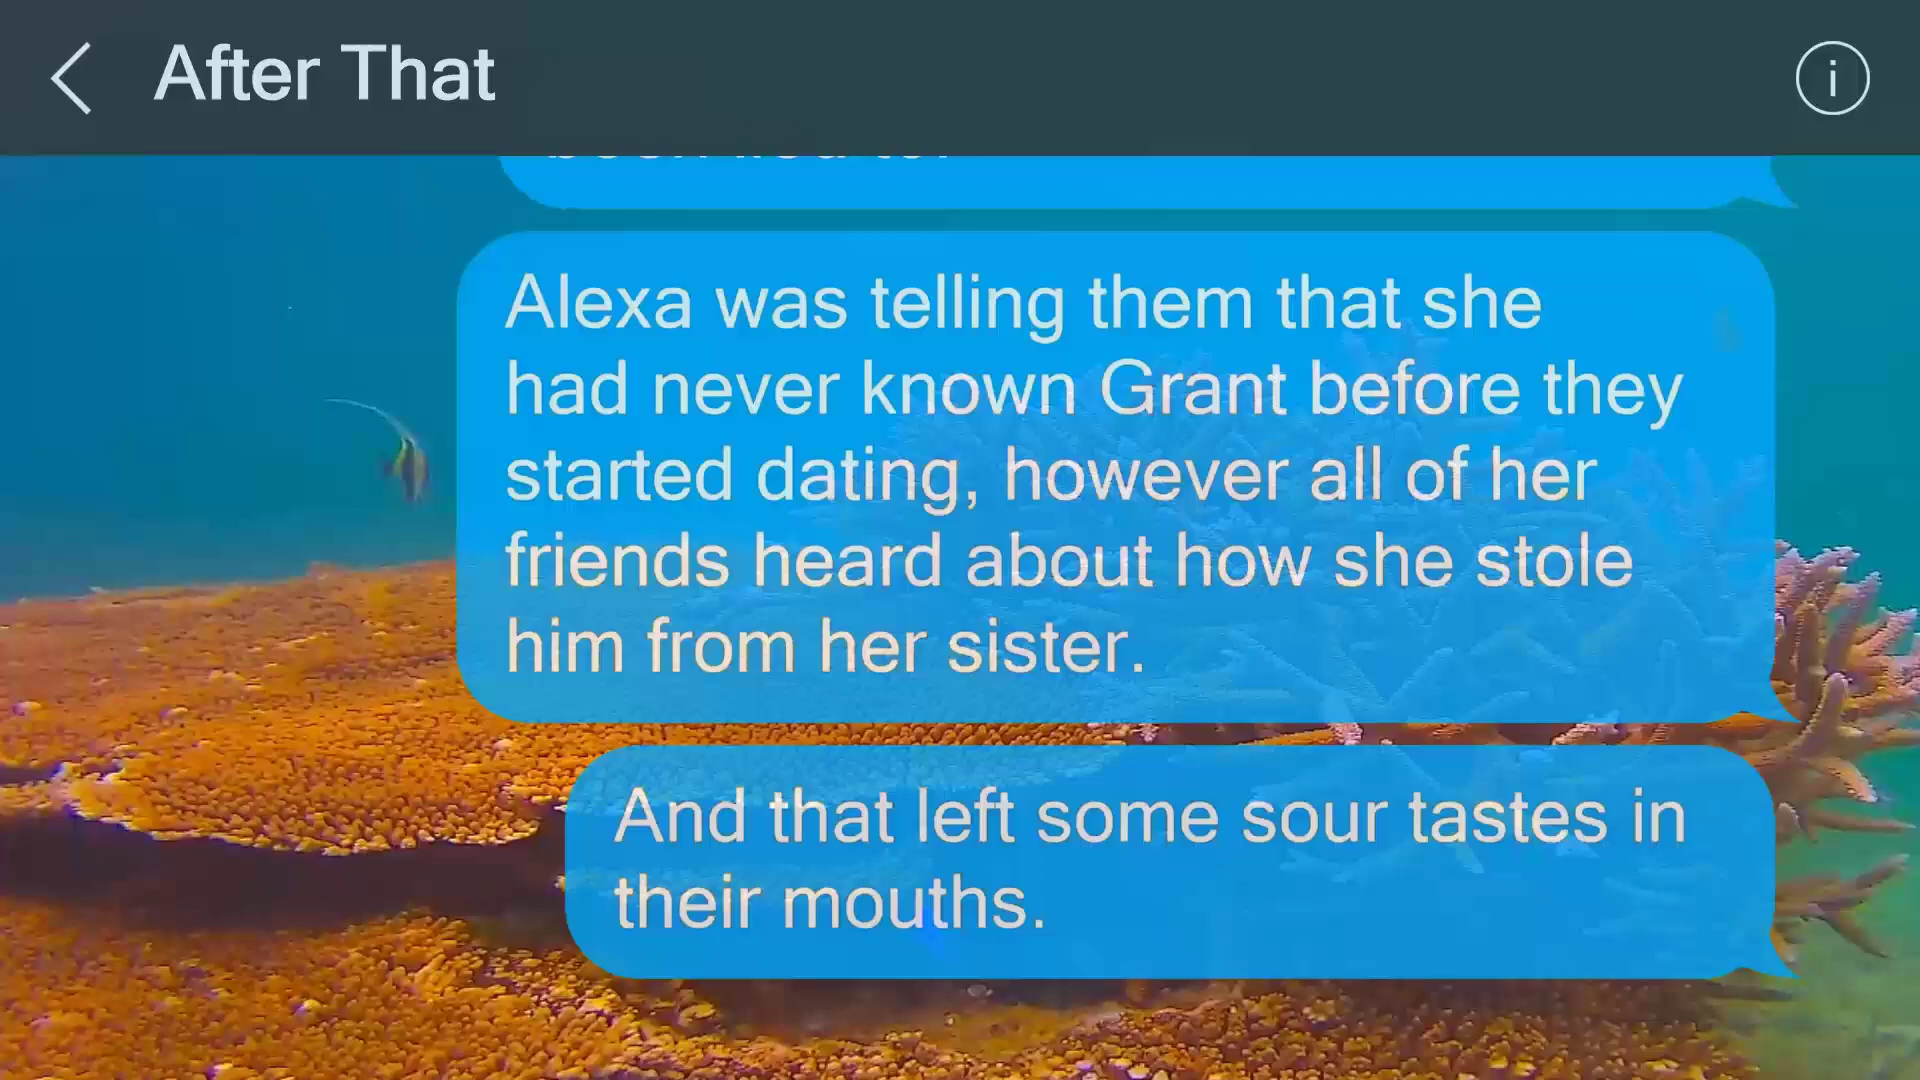 After That
Alexa was telling them that she
had never known Grant before they
started dating, however all of her
friends heard about how she stole
him from her sister.
And that left some sour tastes in
their mouths.